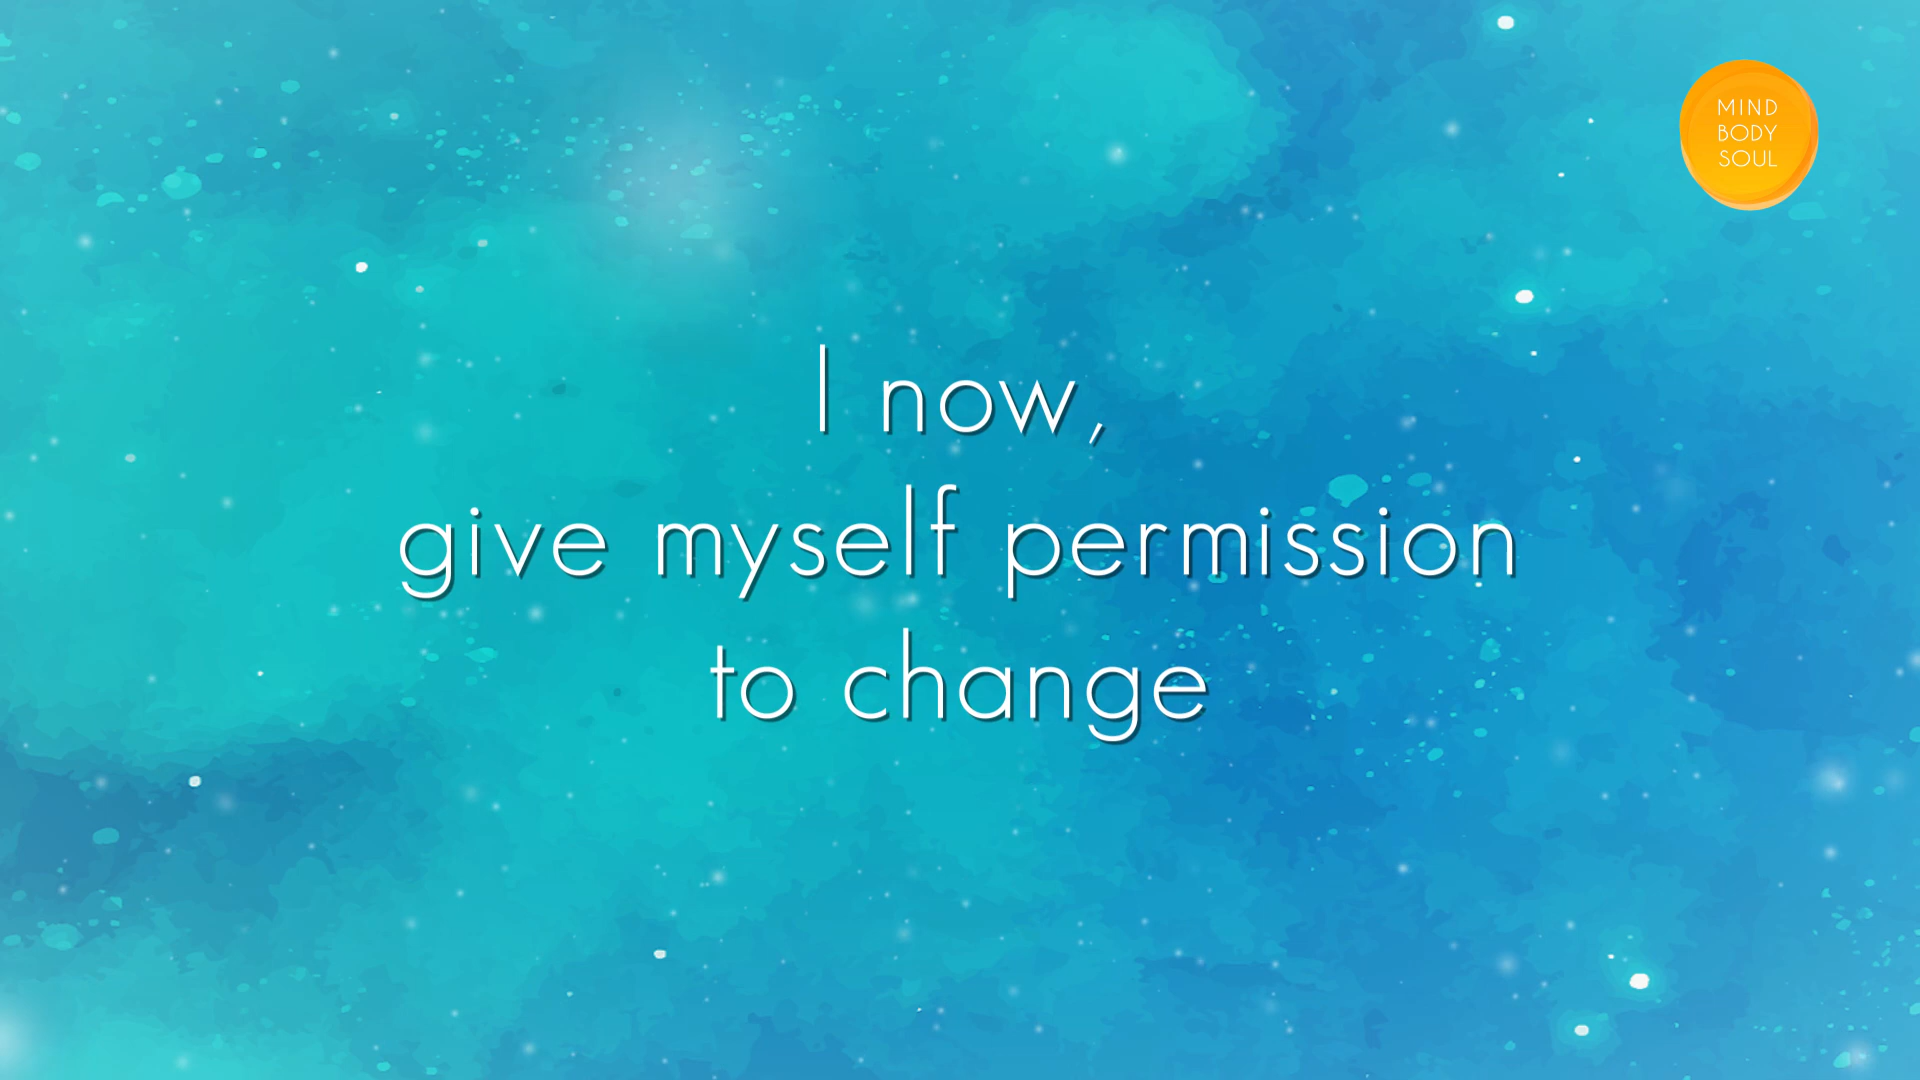 MIND
BODY
SOUL
I now,
give myself permission
to change